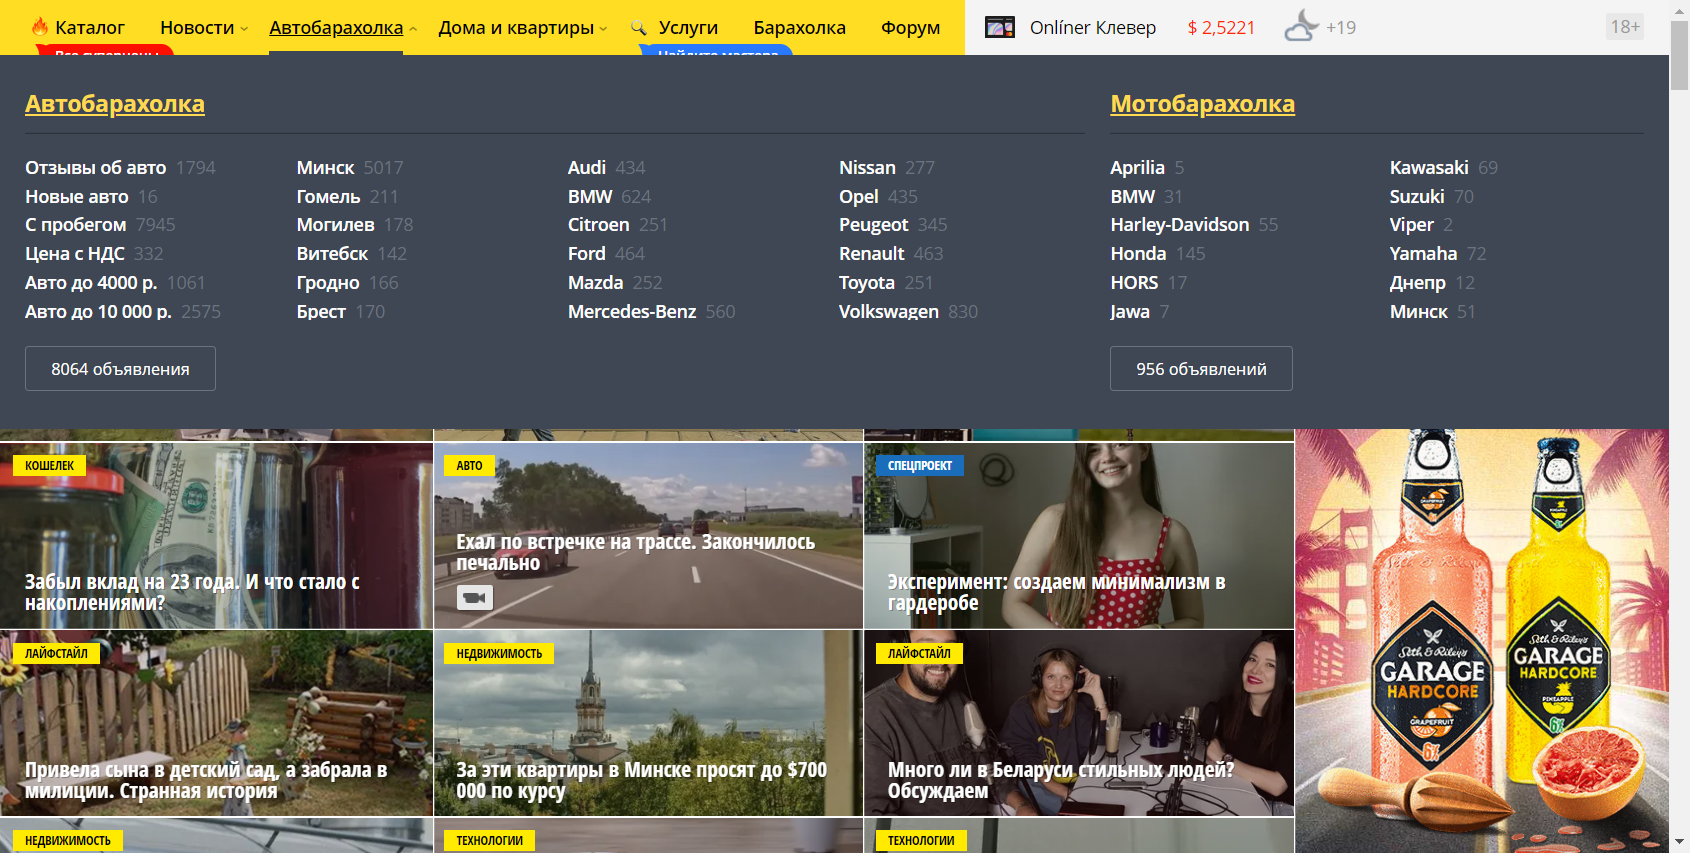 Каталог Новости Автобарахолка Дома и квартиры Услуги Барахолка Форум Onlíner Клевер $ 2,5221 +19 18+
Все суперцены Найдите мастера
Автобарахолка
Отзывы об авто 1794
Новые авто 16
С пробегом 7945
Цена с НДС 332
Авто до 4000 р. 1061
Авто до 10 000 р. 2575
Минск 5017
Гомель 211
Могилев 178
Витебск 142
Гродно 166
Брест 170
Audi 434
BMW 624
Citroen 251
Ford 464
Mazda 252
Mercedes-Benz 560
Nissan 277
Opel 435
Peugeot 345
Renault 463
Toyota 251
Volkswagen 830
8064 объявления
Мотобарахолка
Aprilia 5
BMW 31
Harley-Davidson 55
Honda 145
HORS 17
Jawa 7
Kawasaki 69
Suzuki 70
Viper 2
Yamaha 72
Днепр 12
Минск 51
956 объявлений
КОШЕЛЕК
Забыл вклад на 23 года. И что стало с
накоплениями?
АВТО
Ехал по встречке на трассе. Закончилось
печально
СПЕЦПРОЕКТ
Эксперимент: создаем минимализм в
гардеробе
ЛАЙФСТАЙЛ
Привела сына в детский сад, а забрала в
милиции. Странная история
НЕДВИЖИМОСТЬ
За эти квартиры в Минске просят до $700
000 по курсу
ЛАЙФСТАЙЛ
Много ли в Беларуси стильных людей?
Обсуждаем
НЕДВИЖИМОСТЬ
ТЕХНОЛОГИИ
ТЕХНОЛОГИИ
Seth & Riley's
GARAGE
HARDCORE
GRAPEFRUIT
6%
Seth & Riley's
GARAGE
HARDCORE
PINEAPPLE
6%